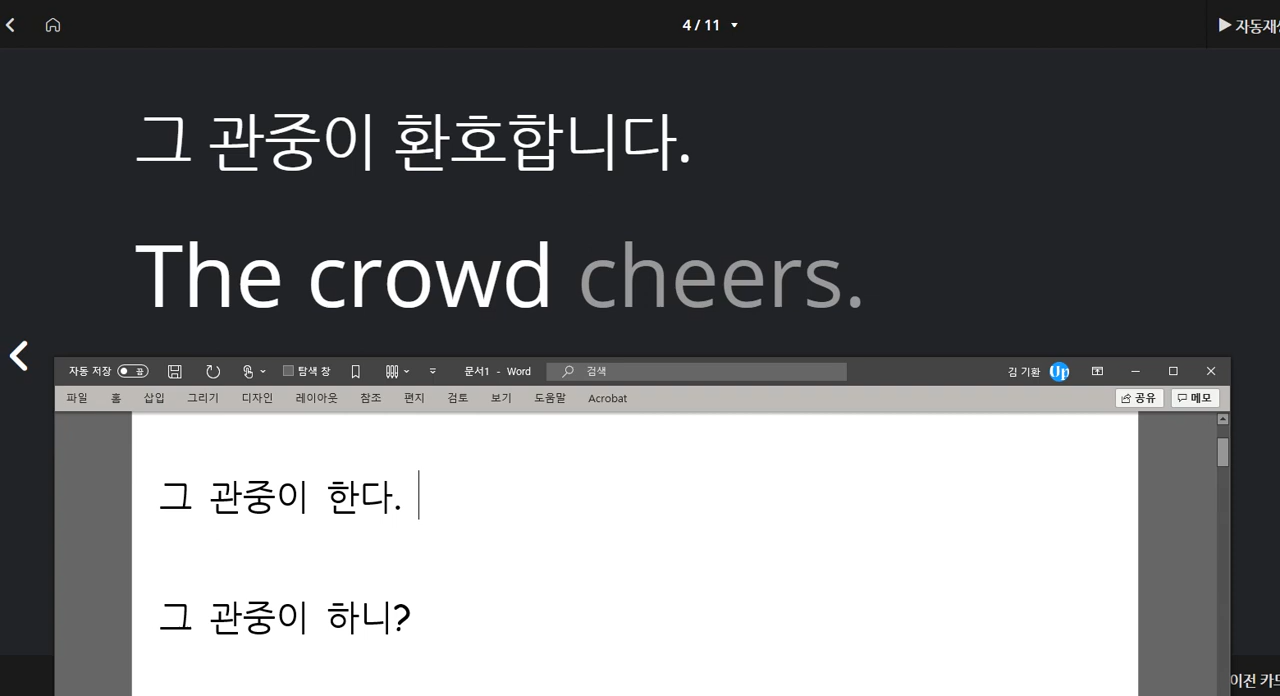 4 / 11
▶ 자동재생
그 관중이 환호합니다.
The crowd cheers.
자동 저장 끔 탐색 창 문서1 - Word 검색 김 기환 Up
파일 홈 삽입 그리기 디자인 레이아웃 참조 편지 검토 보기 도움말 Acrobat 공유 메모
그 관중이 한다.
그 관중이 하니?
이전